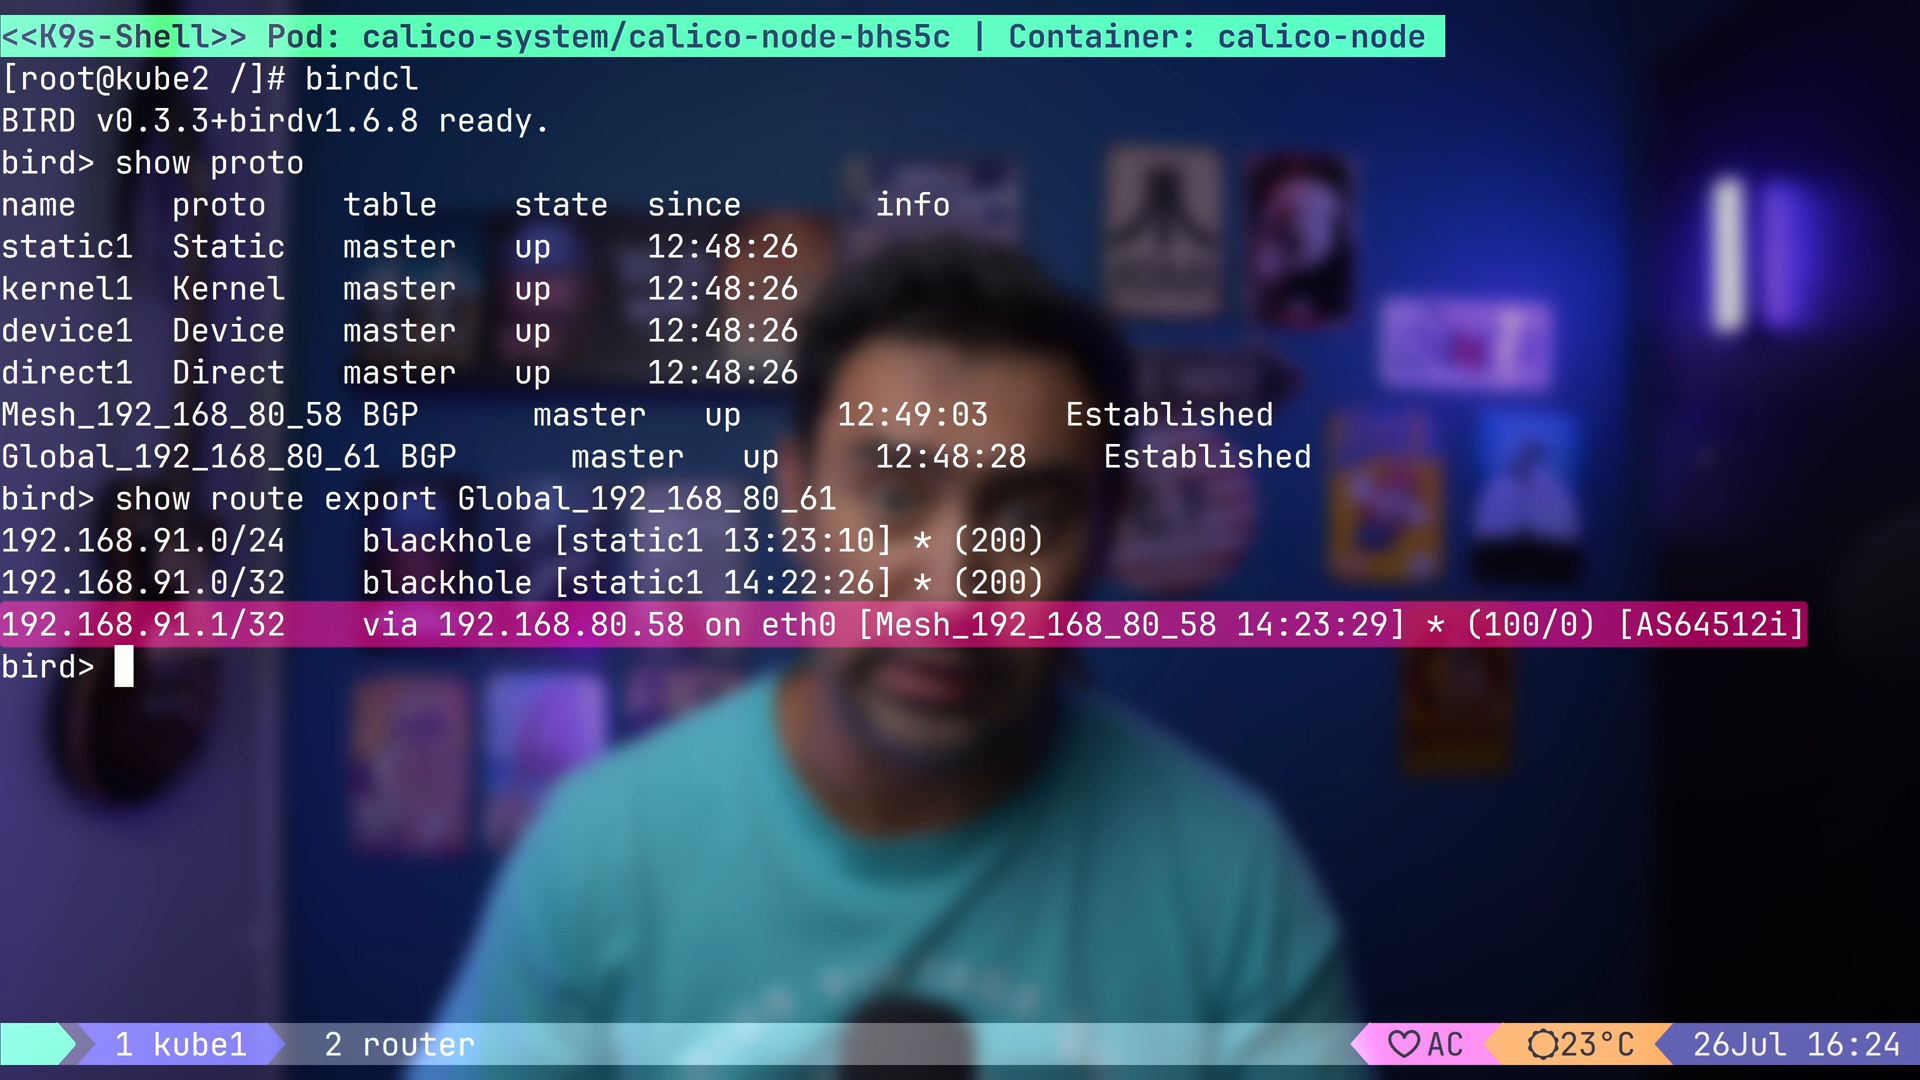 <<K9s-Shell>> Pod: calico-system/calico-node-bhs5c | Container: calico-node
[root@kube2 /]# birdcl
BIRD v0.3.3+birdv1.6.8 ready.
bird> show proto
name     proto    table    state  since       info
static1  Static   master   up     12:48:26
kernel1  Kernel   master   up     12:48:26
device1  Device   master   up     12:48:26
direct1  Direct   master   up     12:48:26
Mesh_192_168_80_58 BGP      master   up     12:49:03    Established
Global_192_168_80_61 BGP      master   up     12:48:28    Established
bird> show route export Global_192_168_80_61
192.168.91.0/24    blackhole [static1 13:23:10] * (200)
192.168.91.0/32    blackhole [static1 14:22:26] * (200)
192.168.91.1/32    via 192.168.80.58 on eth0 [Mesh_192_168_80_58 14:23:29] * (100/0) [AS64512i]
bird>
1 kube1 2 router AC 23°C 26Jul 16:24